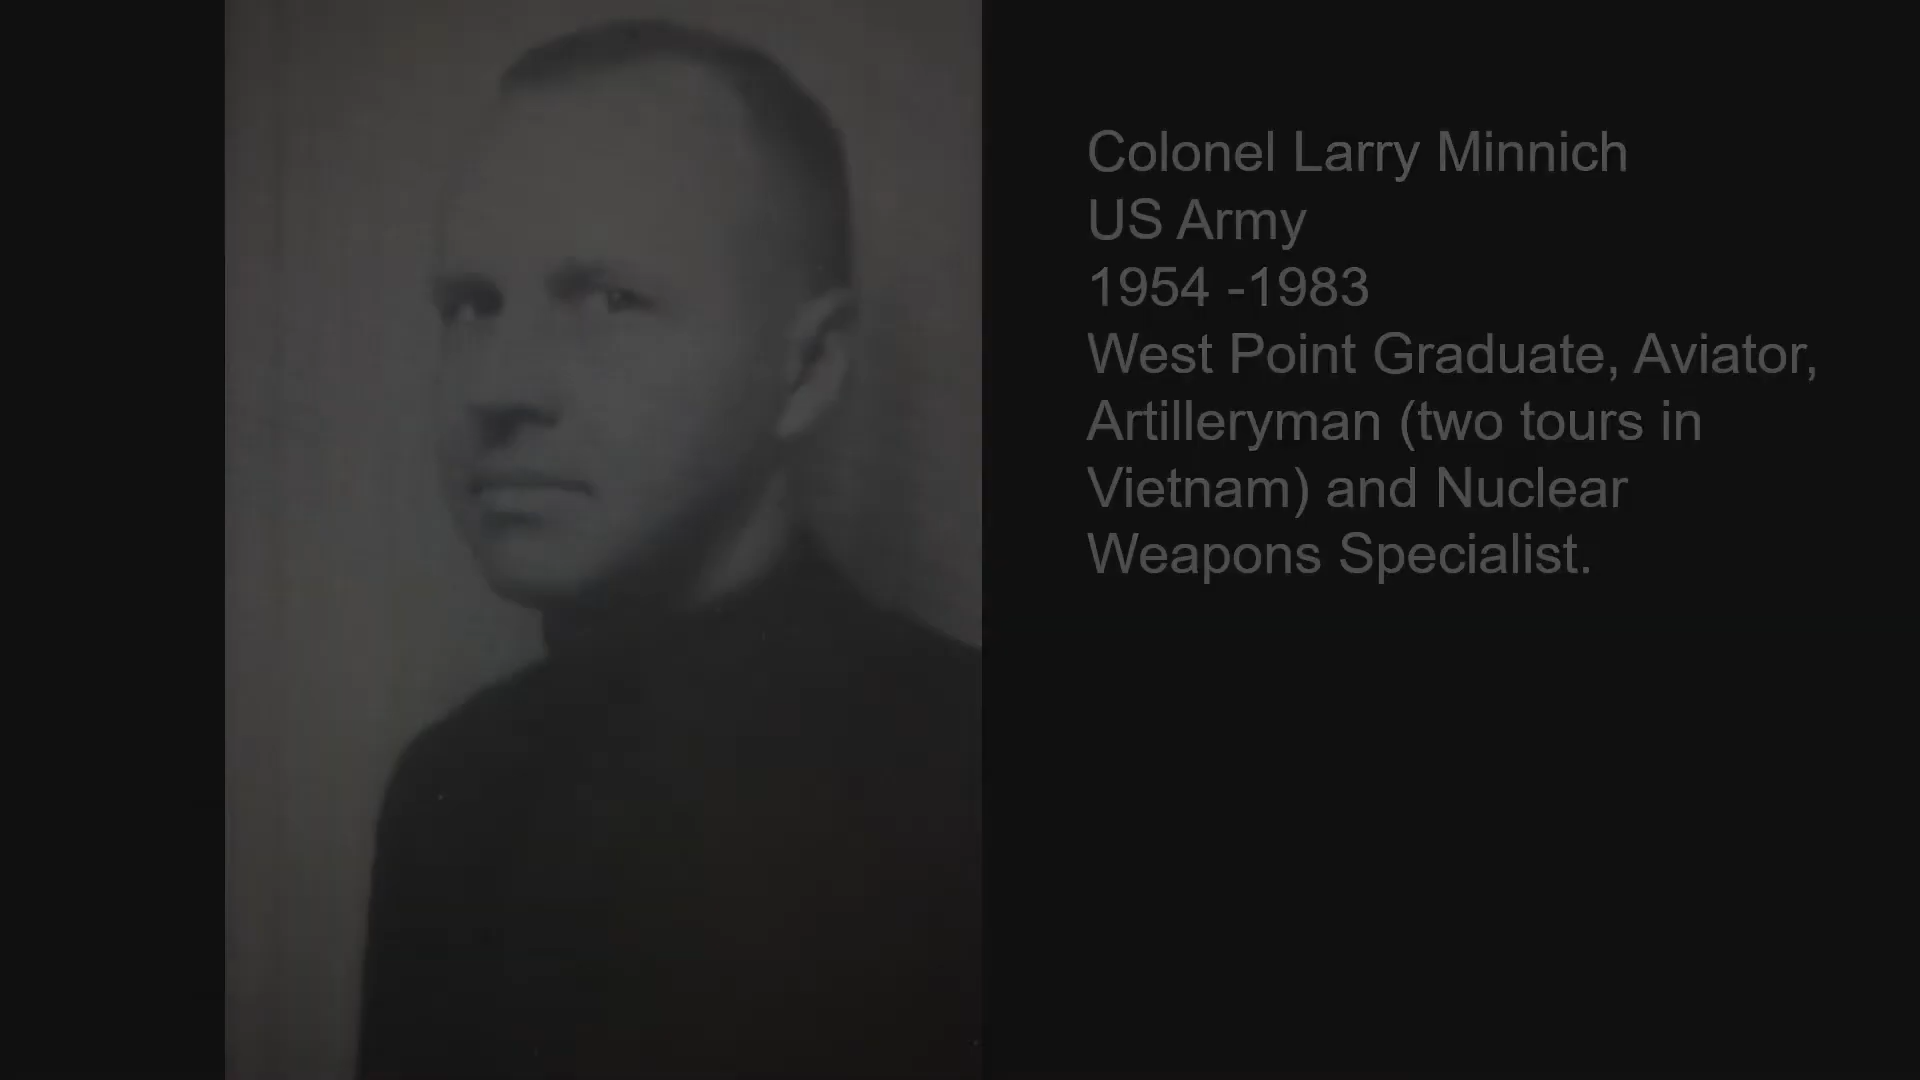 Colonel Larry Minnich
US Army
1954 -1983
West Point Graduate, Aviator,
Artilleryman (two tours in
Vietnam) and Nuclear
Weapons Specialist.